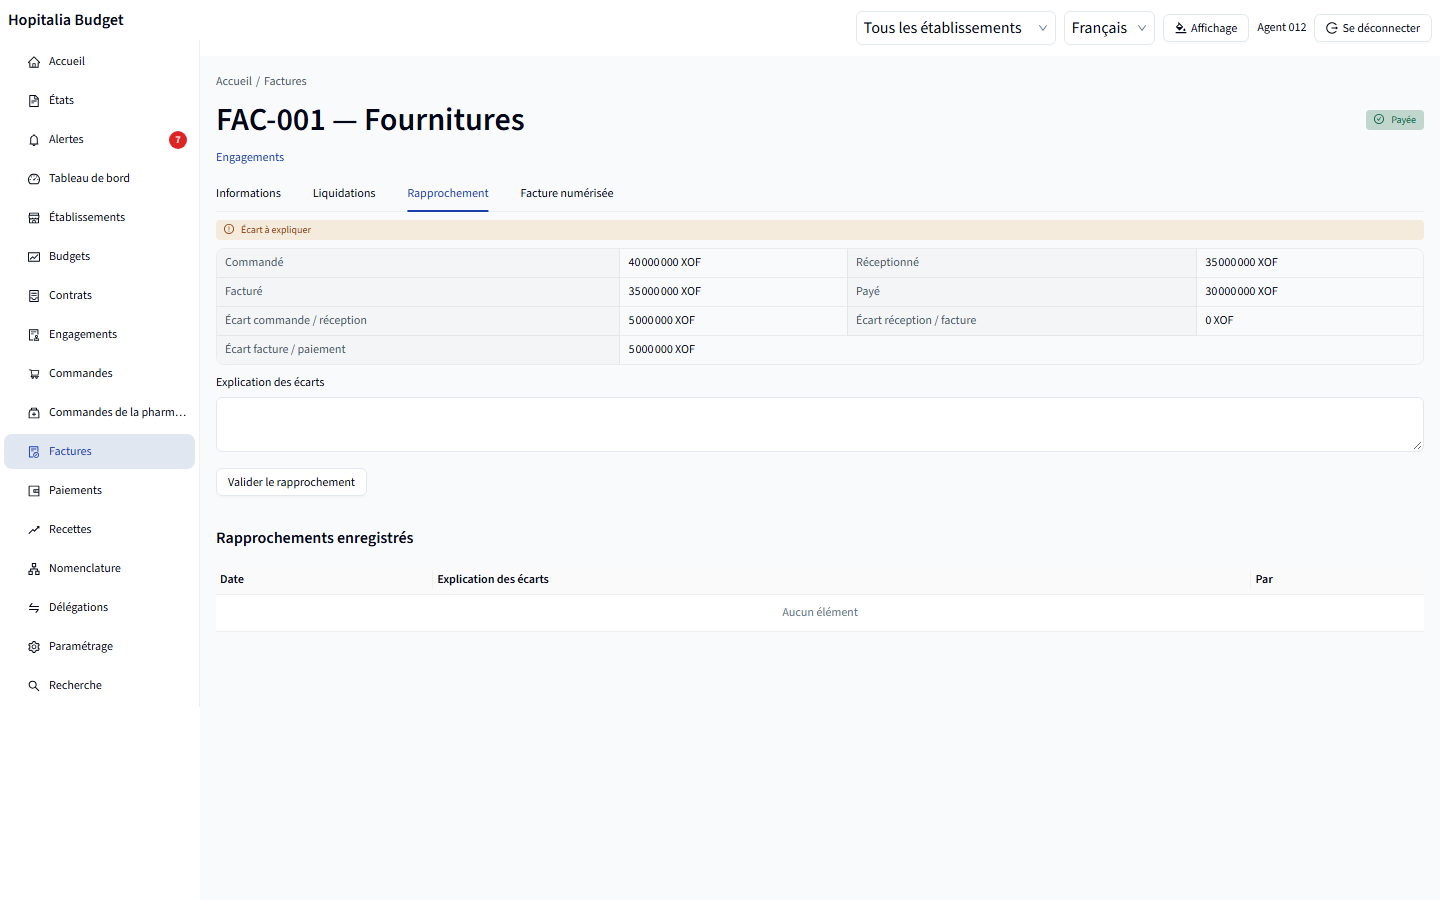 Hopitalia Budget
Tous les établissements
Français
Affichage
Agent 012
Se déconnecter
Accueil
États
Alertes
7
Tableau de bord
Établissements
Budgets
Contrats
Engagements
Commandes
Commandes de la pharm...
Factures
Paiements
Recettes
Nomenclature
Délégations
Paramétrage
Recherche
Accueil / Factures
FAC-001 — Fournitures
Payée
Engagements
Informations
Liquidations
Rapprochement
Facture numérisée
Écart à expliquer
Commandé 40 000 000 XOF Réceptionné 35 000 000 XOF
Facturé 35 000 000 XOF Payé 30 000 000 XOF
Écart commande / réception 5 000 000 XOF Écart réception / facture 0 XOF
Écart facture / paiement 5 000 000 XOF
Explication des écarts
Valider le rapprochement
Rapprochements enregistrés
Date Explication des écarts Par
Aucun élément